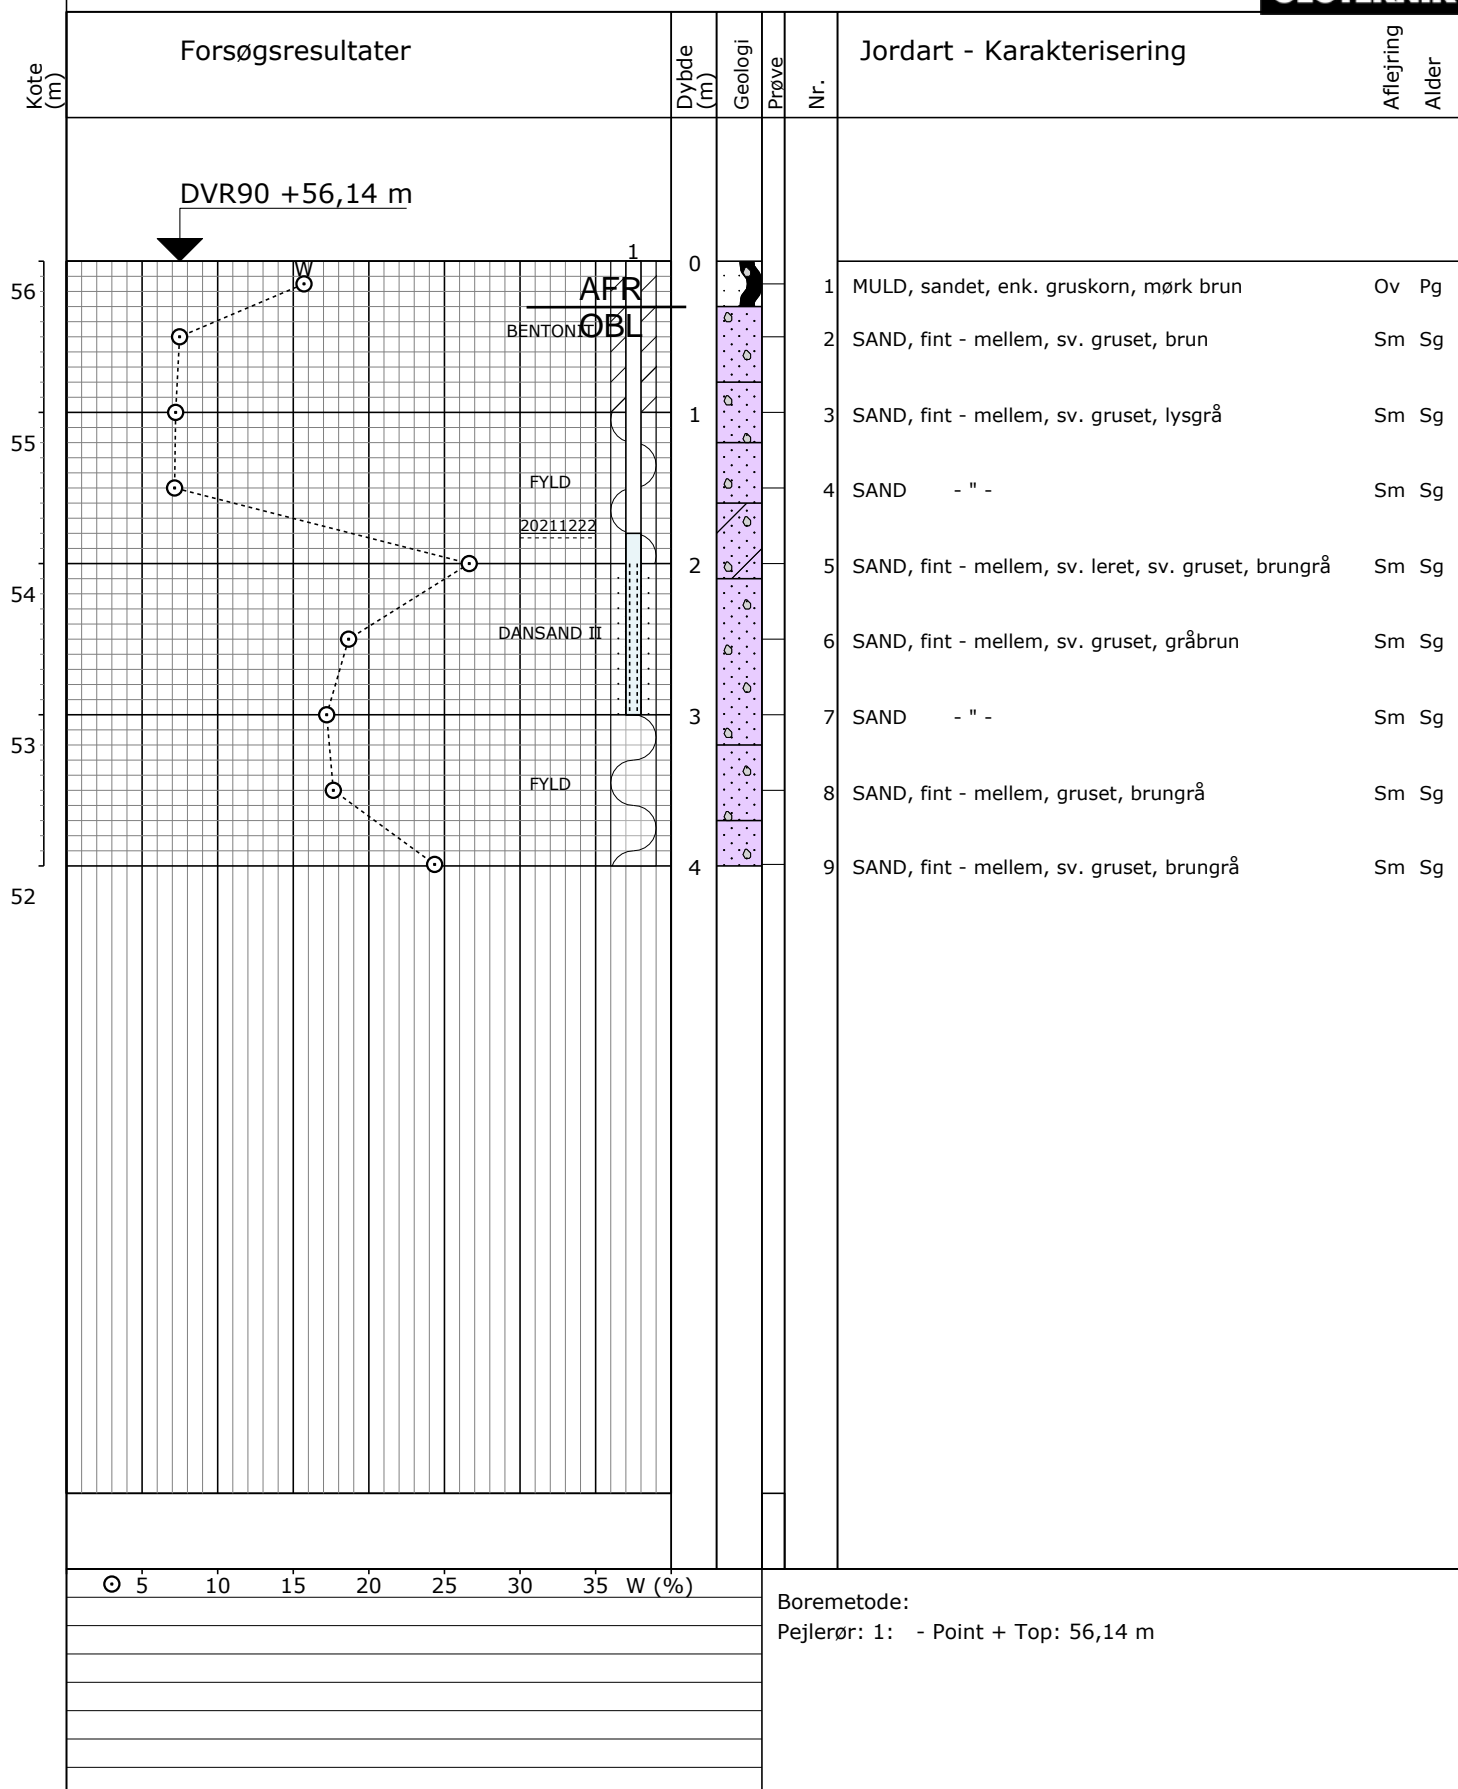 Kote (m)
Forsøgsresultater
Dybde (m)
Geologi
Prøve
Nr.
Jordart - Karakterisering
Aflejring
Alder
DVR90 +56,14 m
1
W
0
56
AFR
1 MULD, sandet, enk. gruskorn, mørk brun Ov Pg
BENTONIT
OBL
2 SAND, fint - mellem, sv. gruset, brun Sm Sg
1
3 SAND, fint - mellem, sv. gruset, lysgrå Sm Sg
55
FYLD
4 SAND - " - Sm Sg
20211222
2
5 SAND, fint - mellem, sv. leret, sv. gruset, brungrå Sm Sg
54
DANSAND II
6 SAND, fint - mellem, sv. gruset, gråbrun Sm Sg
3
7 SAND - " - Sm Sg
53
FYLD
8 SAND, fint - mellem, gruset, brungrå Sm Sg
4
9 SAND, fint - mellem, sv. gruset, brungrå Sm Sg
52
5 10 15 20 25 30 35 W (%)
Boremetode:
Pejlerør: 1: - Point + Top: 56,14 m